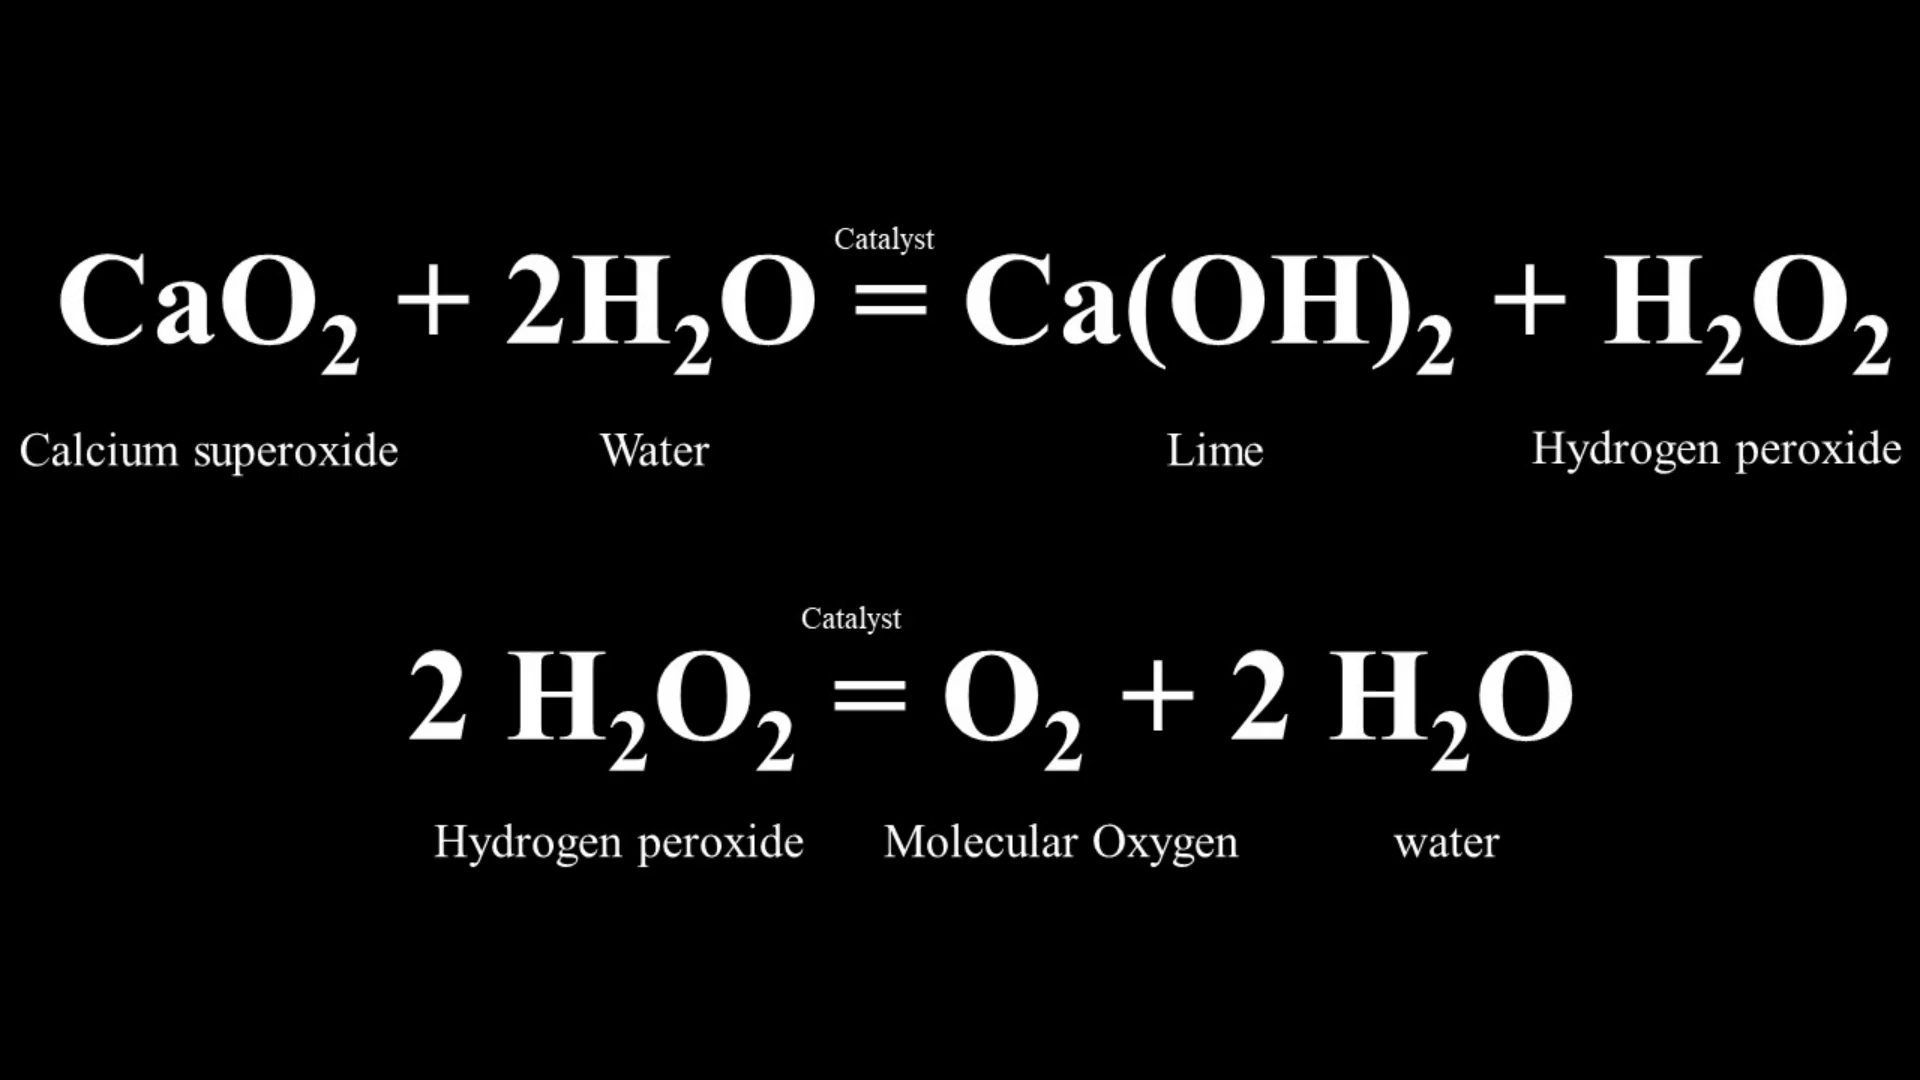 Catalyst
CaO₂ + 2H₂O = Ca(OH)₂ + H₂O₂
Calcium superoxide Water Lime Hydrogen peroxide
Catalyst
2 H₂O₂ = O₂ + 2 H₂O
Hydrogen peroxide Molecular Oxygen water